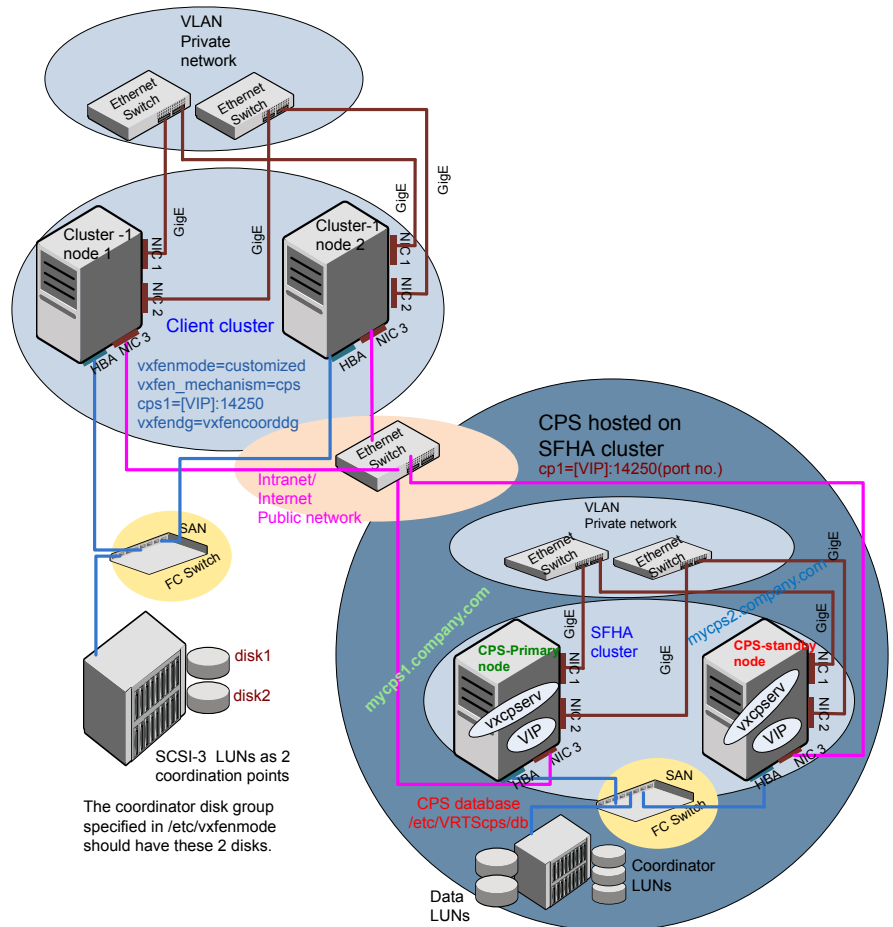 VLAN
Private
network
Ethernet
Switch
Ethernet
Switch
GigE
GigE
GigE
GigE
Cluster -1
node 1
NIC 1
NIC 2
HBA
NIC 3
Cluster-1
node 2
NIC 1
NIC 2
HBA
NIC 3
Client cluster
vxfenmode=customized
vxfen_mechanism=cps
cps1=[VIP]:14250
vxfendg=vxfencoorddg
Ethernet
Switch
Intranet/
Internet
Public network
SAN
FC Switch
disk1
disk2
SCSI-3 LUNs as 2
coordination points
The coordinator disk group
specified in /etc/vxfenmode
should have these 2 disks.
CPS hosted on
SFHA cluster
cp1=[VIP]:14250(port no.)
VLAN
Private network
Ethernet
Switch
Ethernet
Switch
GigE
GigE
GigE
mycps1.company.com
mycps2.company.com
SFHA
cluster
CPS-Primary
node
NIC 1
NIC 2
vxcpserv
VIP
HBA
NIC 3
CPS-standby
node
NIC 1
NIC 2
vxcpserv
VIP
HBA
NIC 3
SAN
FC Switch
CPS database
/etc/VRTScps/db
Data
LUNs
Coordinator
LUNs